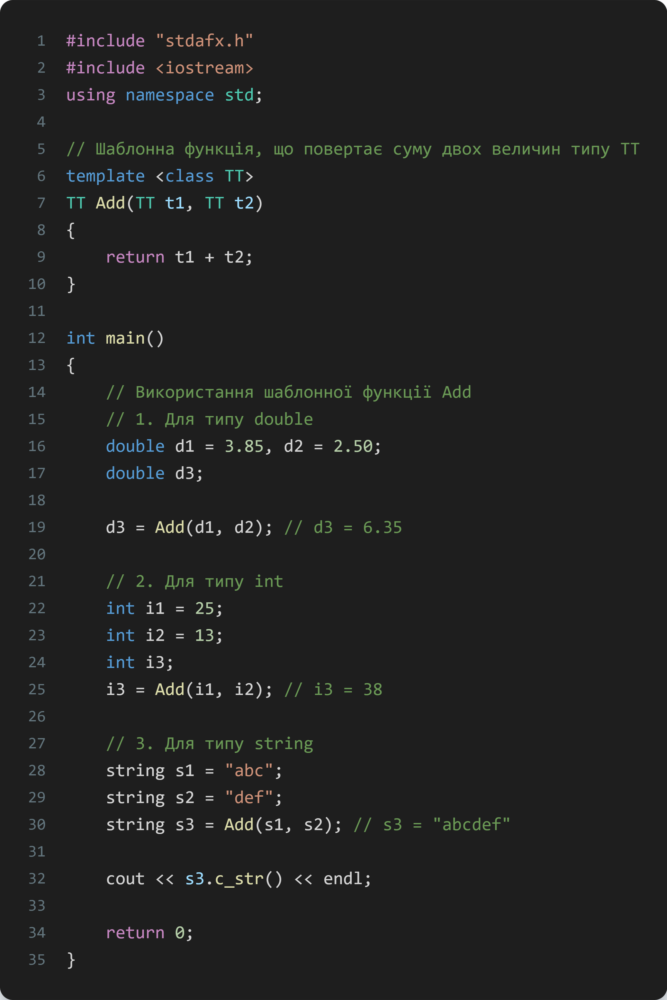 1 #include "stdafx.h"
2 #include <iostream>
3 using namespace std;
4
5 // Шаблонна функція, що повертає суму двох величин типу TT
6 template <class TT>
7 TT Add(TT t1, TT t2)
8 {
9     return t1 + t2;
10 }
11
12 int main()
13 {
14     // Використання шаблонної функції Add
15     // 1. Для типу double
16     double d1 = 3.85, d2 = 2.50;
17     double d3;
18
19     d3 = Add(d1, d2); // d3 = 6.35
20
21     // 2. Для типу int
22     int i1 = 25;
23     int i2 = 13;
24     int i3;
25     i3 = Add(i1, i2); // i3 = 38
26
27     // 3. Для типу string
28     string s1 = "abc";
29     string s2 = "def";
30     string s3 = Add(s1, s2); // s3 = "abcdef"
31
32     cout << s3.c_str() << endl;
33
34     return 0;
35 }